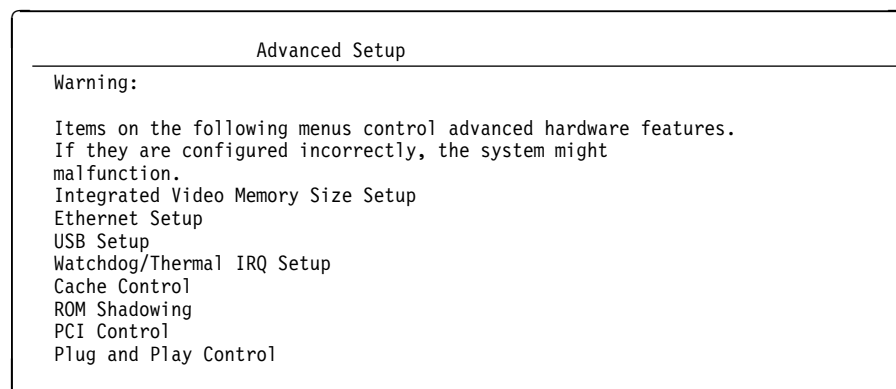 Advanced Setup
Warning:
Items on the following menus control advanced hardware features.
If they are configured incorrectly, the system might
malfunction.
Integrated Video Memory Size Setup
Ethernet Setup
USB Setup
Watchdog/Thermal IRQ Setup
Cache Control
ROM Shadowing
PCI Control
Plug and Play Control